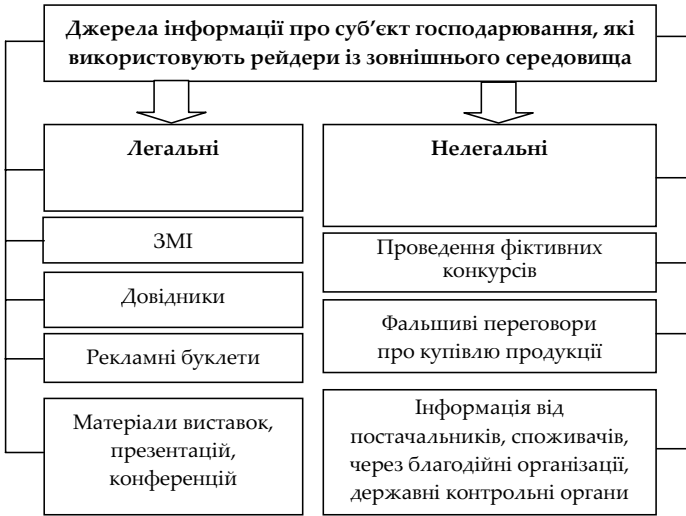 Джерела інформації про суб’єкт господарювання, які
використовують рейдери із зовнішнього середовища
Легальні
ЗМІ
Довідники
Рекламні буклети
Матеріали виставок,
презентацій,
конференцій
Нелегальні
Проведення фіктивних
конкурсів
Фальшиві переговори
про купівлю продукції
Інформація від
постачальників, споживачів,
через благодійні організації,
державні контрольні органи